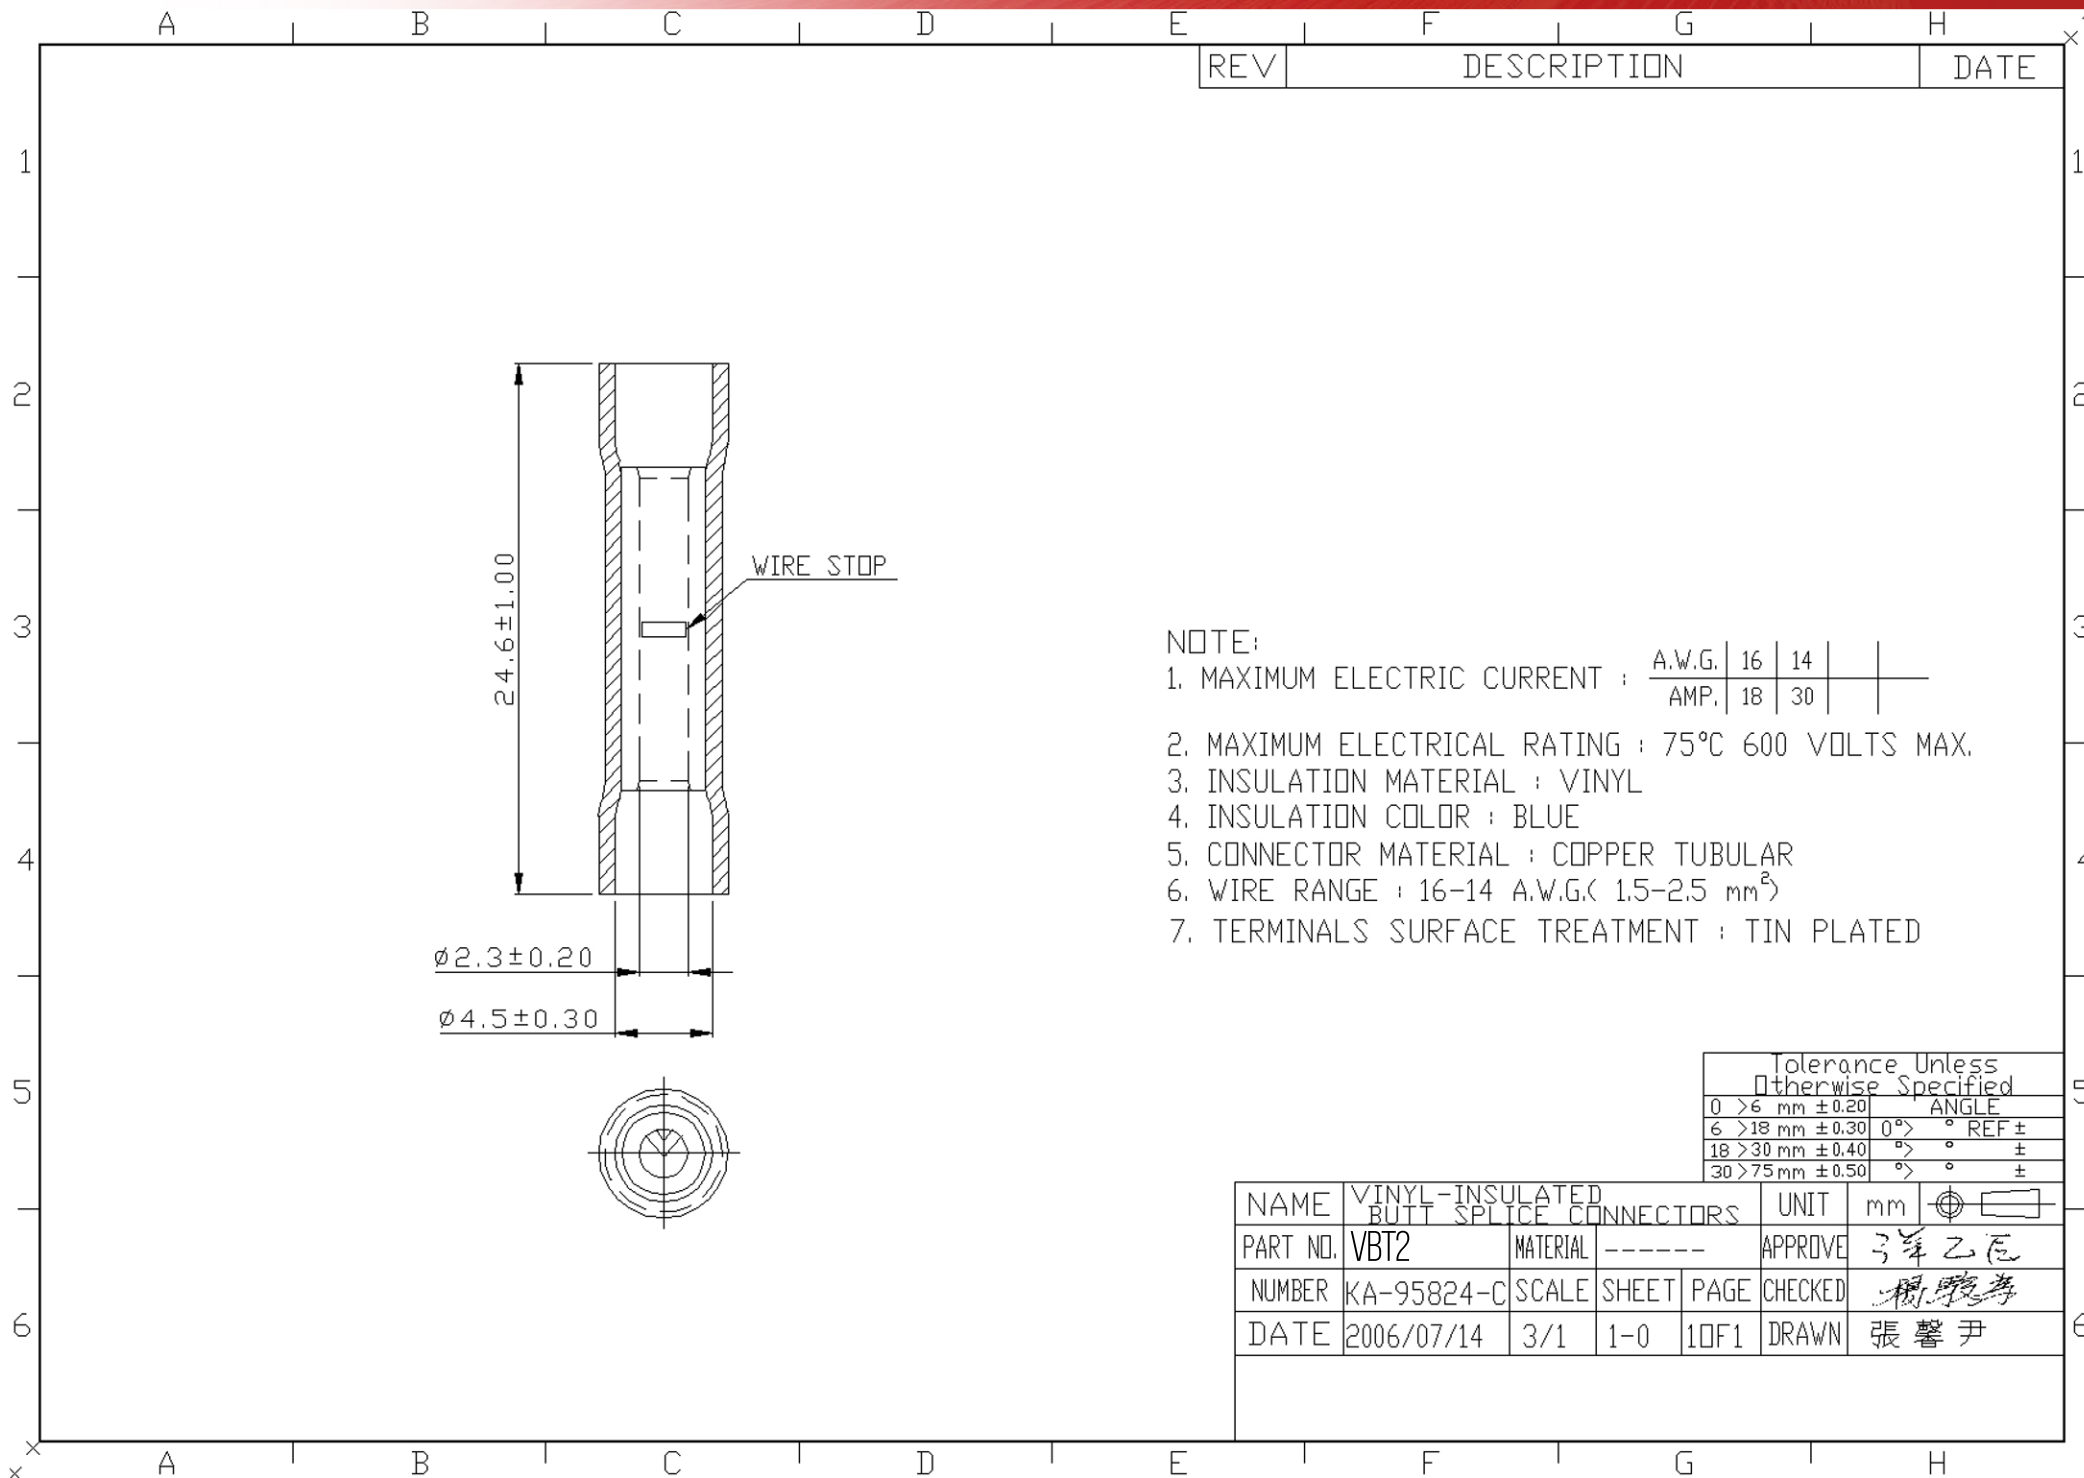 A B C D E F G H
REV DESCRIPTION DATE
1 1
2 2
3 3
4 4
5 5
6 6
24.6±1.00
WIRE STOP
ø2.3±0.20
ø4.5±0.30
NOTE:
1. MAXIMUM ELECTRIC CURRENT : A.W.G. 16 14
AMP. 18 30
2. MAXIMUM ELECTRICAL RATING : 75°C 600 VOLTS MAX.
3. INSULATION MATERIAL : VINYL
4. INSULATION COLOR : BLUE
5. CONNECTOR MATERIAL : COPPER TUBULAR
6. WIRE RANGE : 16-14 A.W.G.( 1.5-2.5 mm²)
7. TERMINALS SURFACE TREATMENT : TIN PLATED
Tolerance Unless
Otherwise Specified
0 >6 mm ±0.20 ANGLE
6 >18 mm ±0.30 0°> ° REF ±
18 >30 mm ±0.40 °> ° ±
30 >75 mm ±0.50 °> ° ±
NAME VINYL-INSULATED
BUTT SPLICE CONNECTORS UNIT mm
PART NO. VBT2 MATERIAL ------ APPROVE
NUMBER KA-95824-C SCALE SHEET PAGE CHECKED
DATE 2006/07/14 3/1 1-0 1OF1 DRAWN 張馨尹
A B C D E F G H